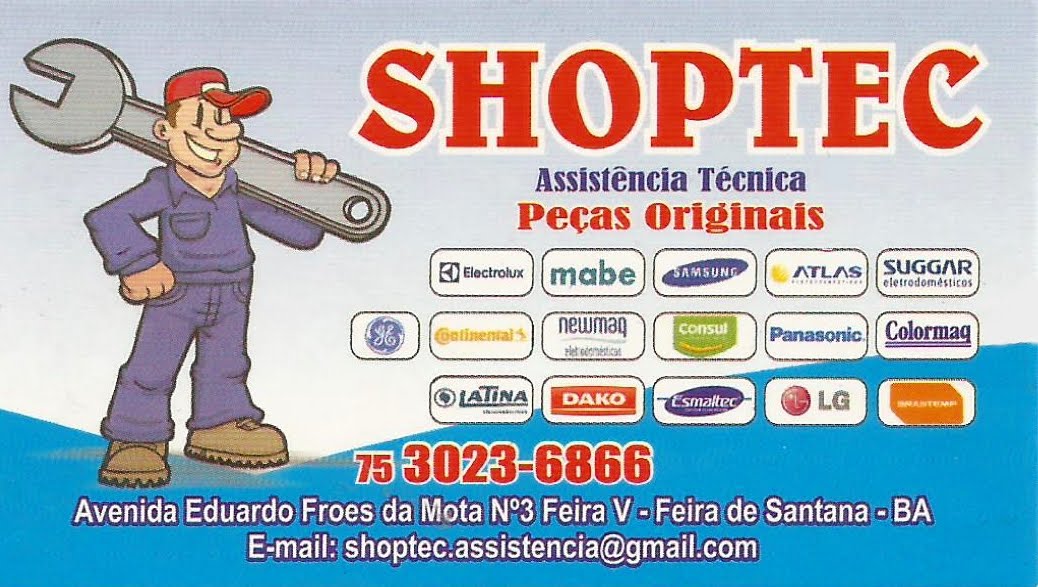 SHOPTEC
Assistência Técnica
Peças Originais
Electrolux mabe SAMSUNG ATLAS SUGGAR
eletrodomésticos
GE Continental newmaq Consul Panasonic Colormaq
eletrodomésticos
LATINA DAKO Esmaltec LG BRASTEMP
75 3023-6866
Avenida Eduardo Froes da Mota Nº3 Feira V - Feira de Santana - BA
E-mail: shoptec.assistencia@gmail.com